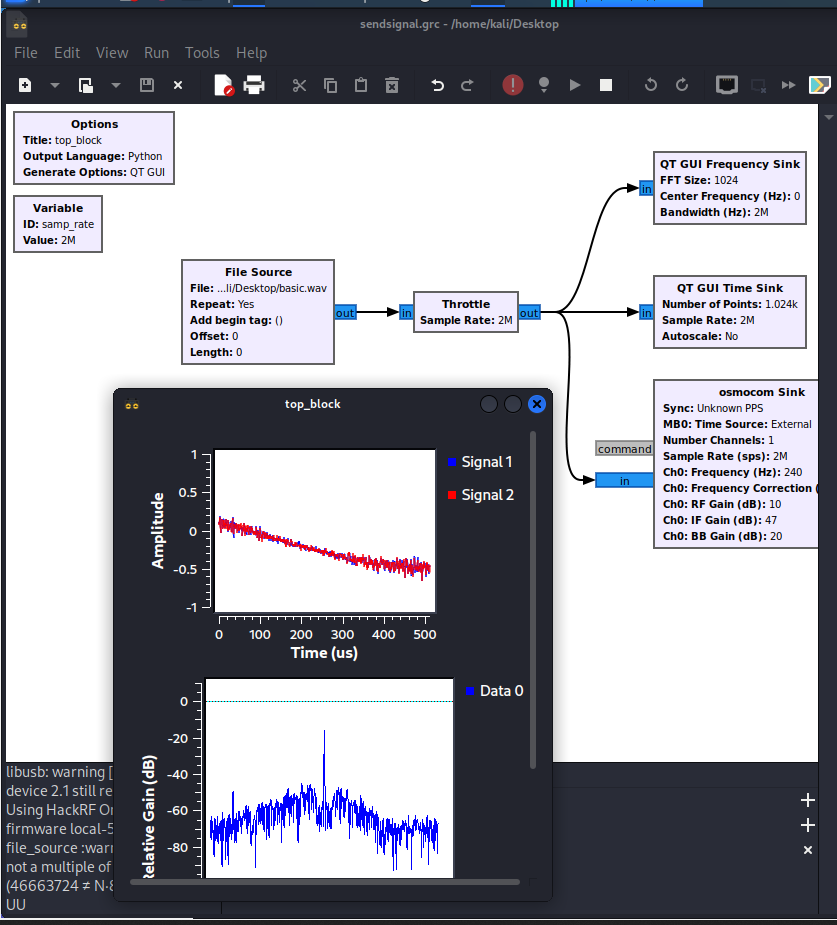 sendsignal.grc - /home/kali/Desktop
File Edit View Run Tools Help
Options
Title: top_block
Output Language: Python
Generate Options: QT GUI
Variable
ID: samp_rate
Value: 2M
File Source
File: ...li/Desktop/basic.wav
Repeat: Yes
Add begin tag: ()
Offset: 0
Length: 0
out
in
Throttle
Sample Rate: 2M
out
in
QT GUI Frequency Sink
FFT Size: 1024
Center Frequency (Hz): 0
Bandwidth (Hz): 2M
in
QT GUI Time Sink
Number of Points: 1.024k
Sample Rate: 2M
Autoscale: No
command
in
osmocom Sink
Sync: Unknown PPS
MB0: Time Source: External
Number Channels: 1
Sample Rate (sps): 2M
Ch0: Frequency (Hz): 240
Ch0: Frequency Correction (
Ch0: RF Gain (dB): 10
Ch0: IF Gain (dB): 47
Ch0: BB Gain (dB): 20
top_block
Amplitude
1
0.5
0
-0.5
-1
0 100 200 300 400 500
Time (us)
Signal 1
Signal 2
Relative Gain (dB)
0
-20
-40
-60
-80
Data 0
libusb: warning [
device 2.1 still re
Using HackRF On
firmware local-5
file_source :warn
not a multiple of
(46663724 ≠ N·8
UU